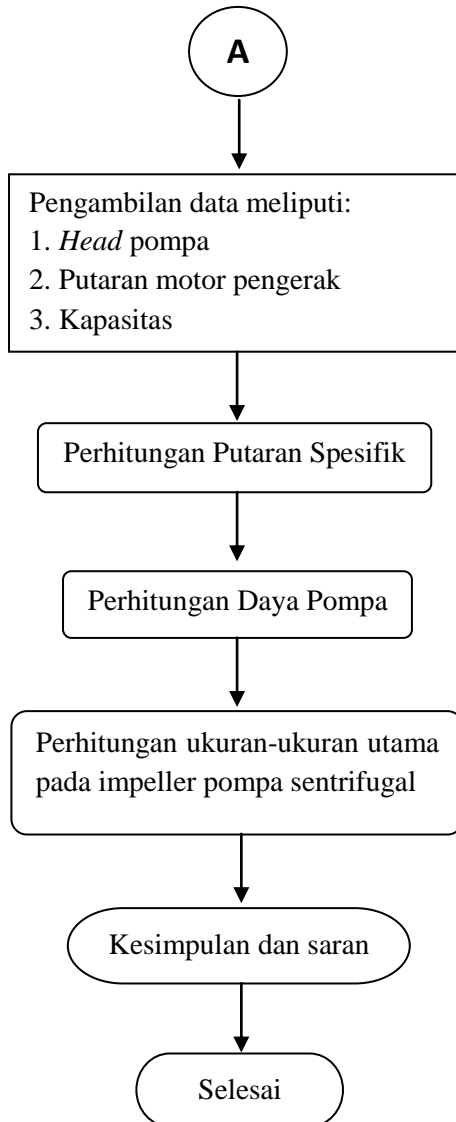 A
Pengambilan data meliputi:
1. Head pompa
2. Putaran motor pengerak
3. Kapasitas
Perhitungan Putaran Spesifik
Perhitungan Daya Pompa
Perhitungan ukuran-ukuran utama
pada impeller pompa sentrifugal
Kesimpulan dan saran
Selesai